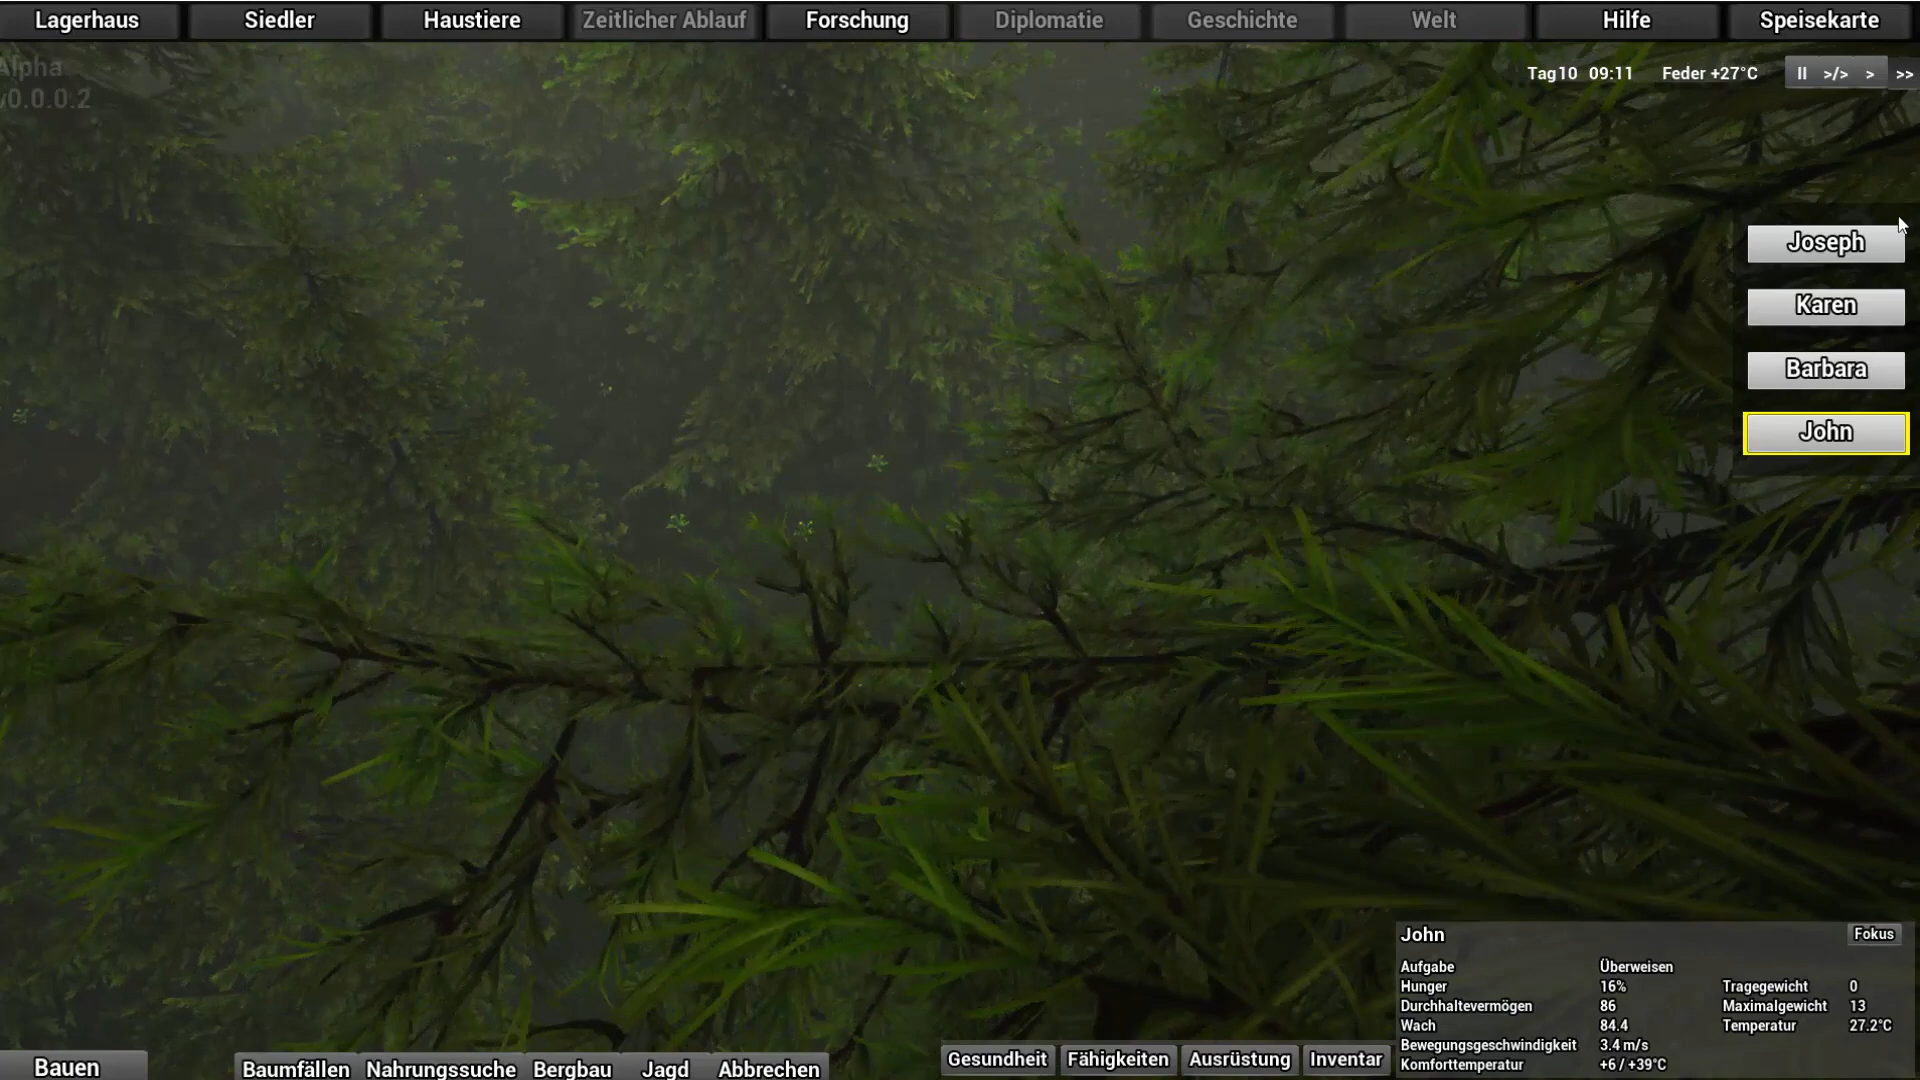 Lagerhaus Siedler Haustiere Zeitlicher Ablauf Forschung Diplomatie Geschichte Welt Hilfe Speisekarte
Alpha
v0.0.0.2
Tag10 09:11 Feder +27°C II >/> > >>
Joseph
Karen
Barbara
John
John Fokus
Aufgabe Überweisen
Hunger 16% Tragegewicht 0
Durchhaltevermögen 86 Maximalgewicht 13
Wach 84.4 Temperatur 27.2°C
Bewegungsgeschwindigkeit 3.4 m/s
Komforttemperatur +6 / +39°C
Bauen Baumfällen Nahrungssuche Bergbau Jagd Abbrechen Gesundheit Fähigkeiten Ausrüstung Inventar